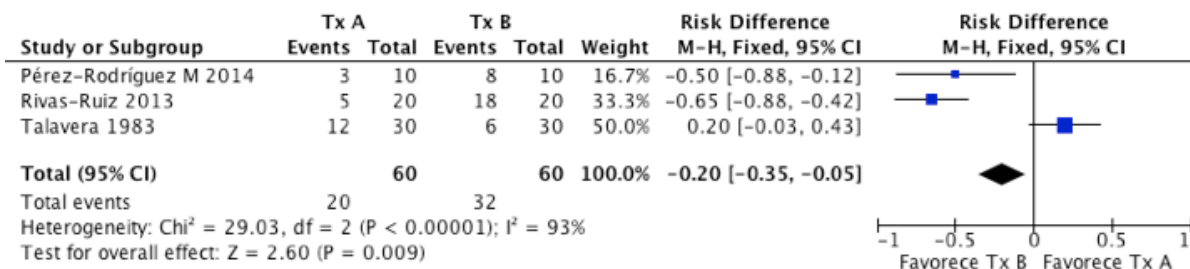 Tx A Tx B Risk Difference Risk Difference
Study or Subgroup Events Total Events Total Weight M-H, Fixed, 95% CI M-H, Fixed, 95% CI
Pérez-Rodríguez M 2014 3 10 8 10 16.7% -0.50 [-0.88, -0.12]
Rivas-Ruiz 2013 5 20 18 20 33.3% -0.65 [-0.88, -0.42]
Talavera 1983 12 30 6 30 50.0% 0.20 [-0.03, 0.43]
Total (95% CI) 60 60 100.0% -0.20 [-0.35, -0.05]
Total events 20 32
Heterogeneity: Chi² = 29.03, df = 2 (P < 0.00001); I² = 93%
Test for overall effect: Z = 2.60 (P = 0.009)
-1 -0.5 0 0.5 1
Favorece Tx B Favorece Tx A